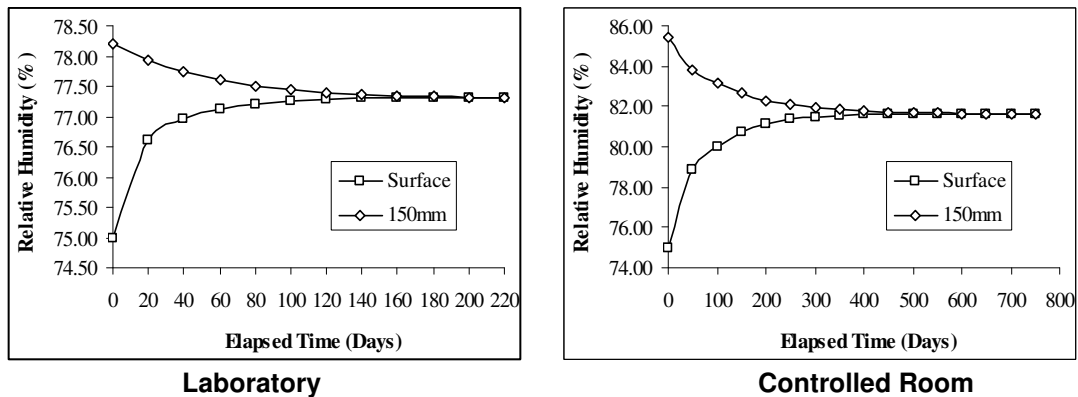 78.50
78.00
77.50
77.00
76.50
76.00
75.50
75.00
74.50
Relative Humidity (%)
Surface
150mm
0 20 40 60 80 100 120 140 160 180 200 220
Elapsed Time (Days)
Laboratory
86.00
84.00
82.00
80.00
78.00
76.00
74.00
Relative Humidity (%)
Surface
150mm
0 100 200 300 400 500 600 700 800
Elapsed Time (Days)
Controlled Room